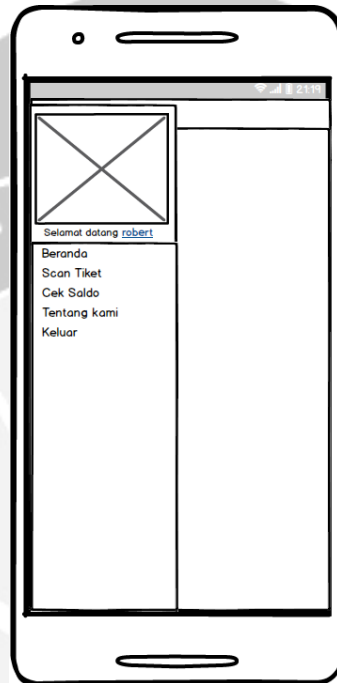 21:19
Selamat datang robert
Beranda
Scan Tiket
Cek Saldo
Tentang kami
Keluar